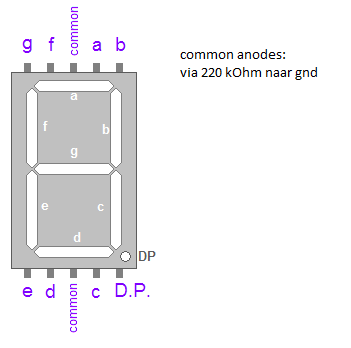 g f common a b
common anodes:
via 220 kOhm naar gnd
a
f b
g
e c
d
DP
e d common c D.P.